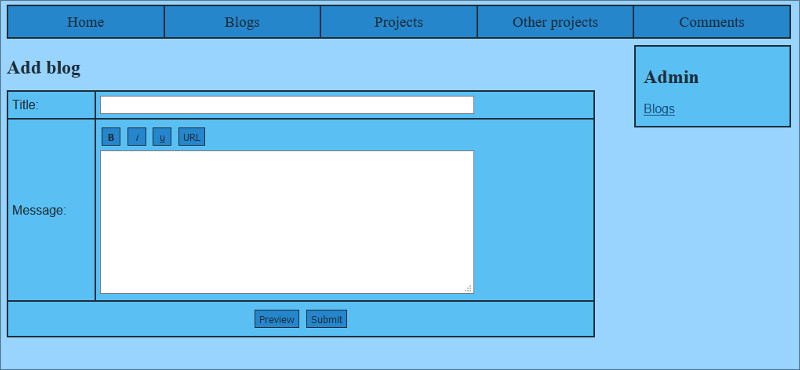 Home Blogs Projects Other projects Comments
Add blog
Title:
B i u URL
Message:
Preview Submit
Admin
Blogs